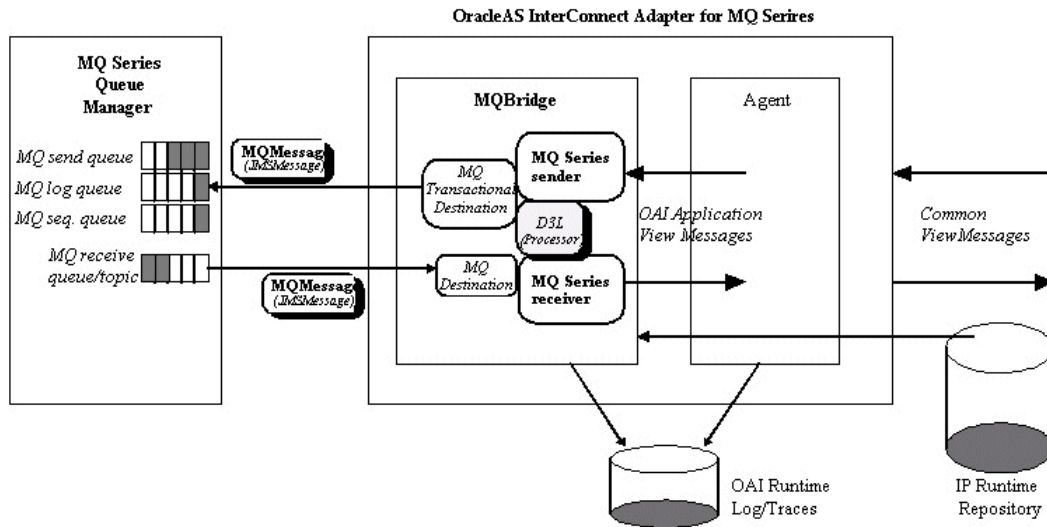 OracleAS InterConnect Adapter for MQ Serires
MQ Series
Queue
Manager
MQ send queue
MQ log queue
MQ seq. queue
MQ receive
queue/topic
MQMessage
(JMSMessage)
MQMessage
(JMSMessage)
MQBridge
MQ
Transactional
Destination
MQ Series
sender
D3L
(Processor)
MQ
Destination
MQ Series
receiver
Agent
OAI Application
View Messages
Common
ViewMessages
OAI Runtime
Log/Traces
IP Runtime
Repository